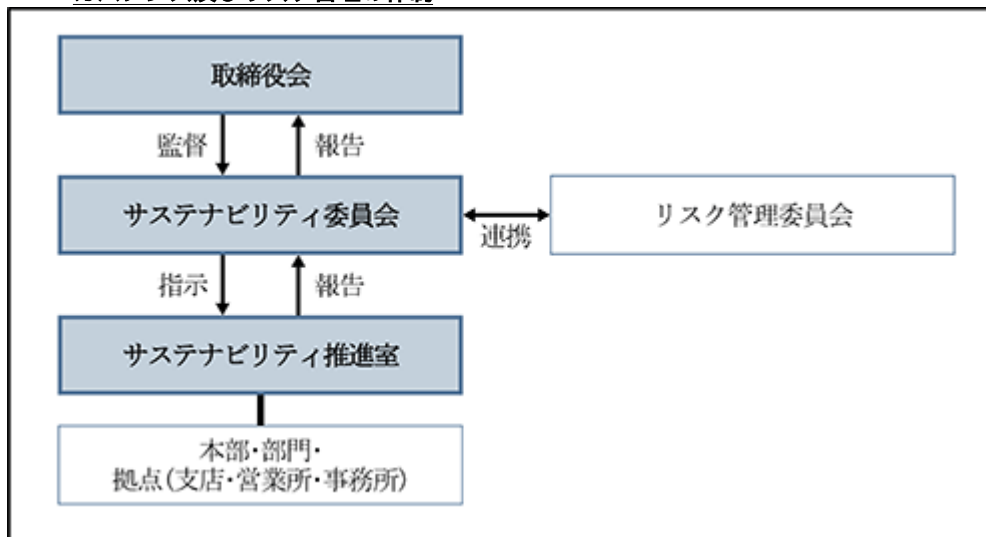 取締役会
監督
報告
サステナビリティ委員会
連携
リスク管理委員会
指示
報告
サステナビリティ推進室
本部・部門・
拠点(支店・営業所・事務所)